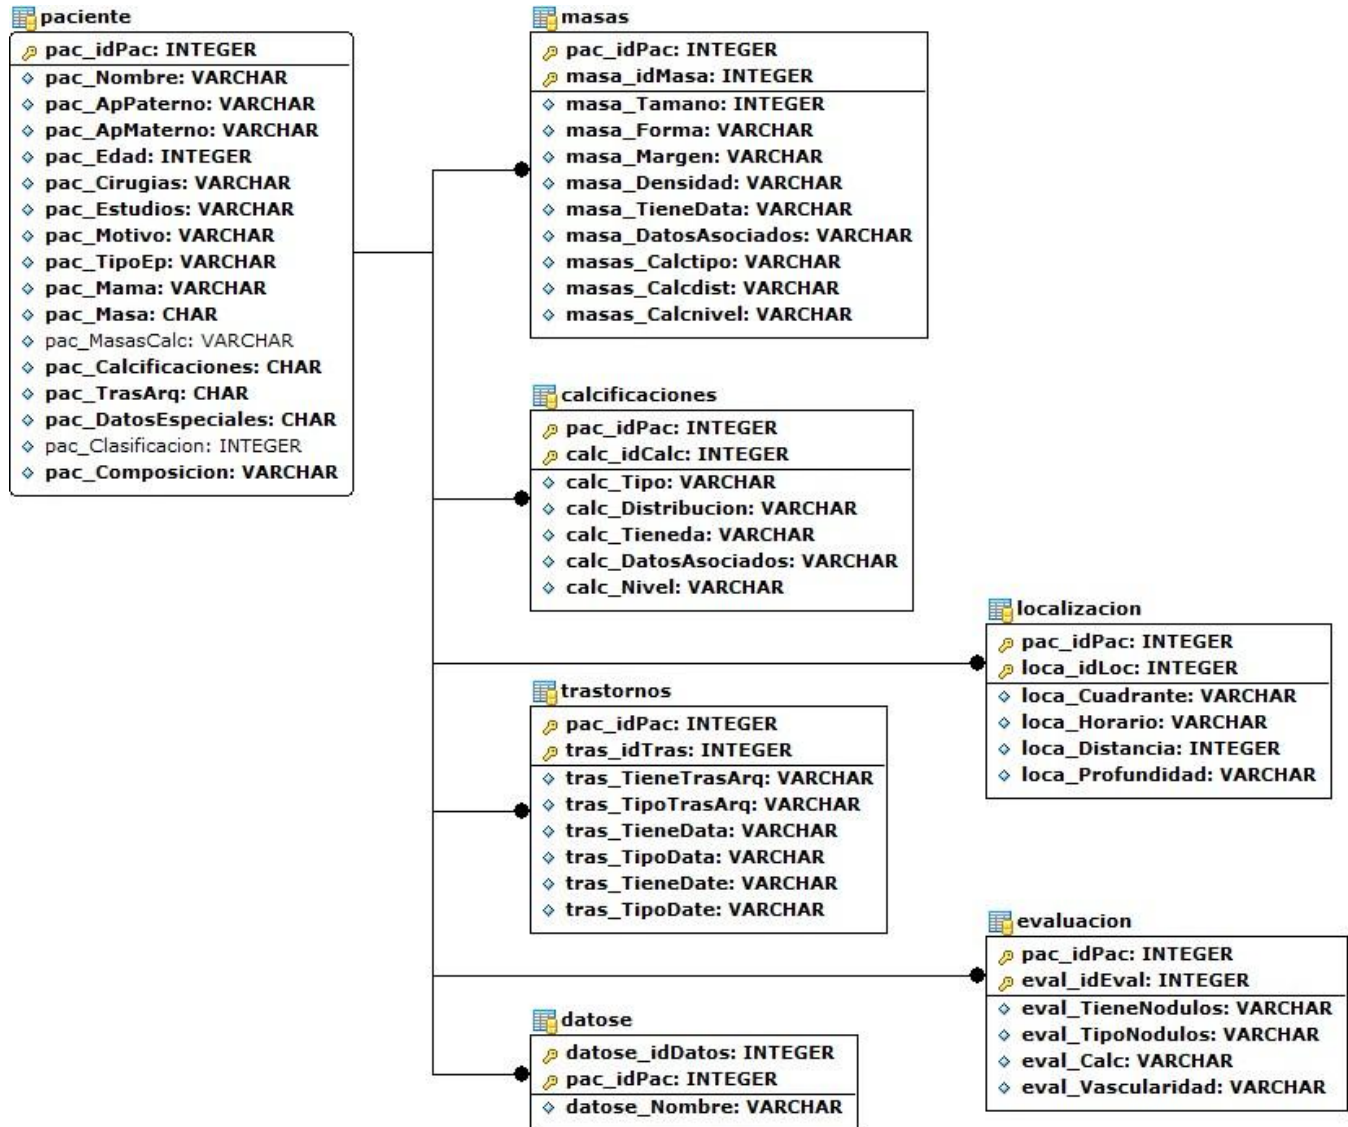 paciente
pac_idPac: INTEGER
pac_Nombre: VARCHAR
pac_ApPaterno: VARCHAR
pac_ApMaterno: VARCHAR
pac_Edad: INTEGER
pac_Cirugias: VARCHAR
pac_Estudios: VARCHAR
pac_Motivo: VARCHAR
pac_TipoEp: VARCHAR
pac_Mama: VARCHAR
pac_Masa: CHAR
pac_MasasCalc: VARCHAR
pac_Calcificaciones: CHAR
pac_TrasArq: CHAR
pac_DatosEspeciales: CHAR
pac_Clasificacion: INTEGER
pac_Composicion: VARCHAR
masas
pac_idPac: INTEGER
masa_idMasa: INTEGER
masa_Tamano: INTEGER
masa_Forma: VARCHAR
masa_Margen: VARCHAR
masa_Densidad: VARCHAR
masa_TieneData: VARCHAR
masa_DatosAsociados: VARCHAR
masas_Calctipo: VARCHAR
masas_Calcdist: VARCHAR
masas_Calcnivel: VARCHAR
calcificaciones
pac_idPac: INTEGER
calc_idCalc: INTEGER
calc_Tipo: VARCHAR
calc_Distribucion: VARCHAR
calc_Tieneda: VARCHAR
calc_DatosAsociados: VARCHAR
calc_Nivel: VARCHAR
localizacion
pac_idPac: INTEGER
loca_idLoc: INTEGER
loca_Cuadrante: VARCHAR
loca_Horario: VARCHAR
loca_Distancia: INTEGER
loca_Profundidad: VARCHAR
trastornos
pac_idPac: INTEGER
tras_idTras: INTEGER
tras_TieneTrasArq: VARCHAR
tras_TipoTrasArq: VARCHAR
tras_TieneData: VARCHAR
tras_TipoData: VARCHAR
tras_TieneDate: VARCHAR
tras_TipoDate: VARCHAR
evaluacion
pac_idPac: INTEGER
eval_idEval: INTEGER
eval_TieneNodulos: VARCHAR
eval_TipoNodulos: VARCHAR
eval_Calc: VARCHAR
eval_Vascularidad: VARCHAR
datose
datose_idDatos: INTEGER
pac_idPac: INTEGER
datose_Nombre: VARCHAR